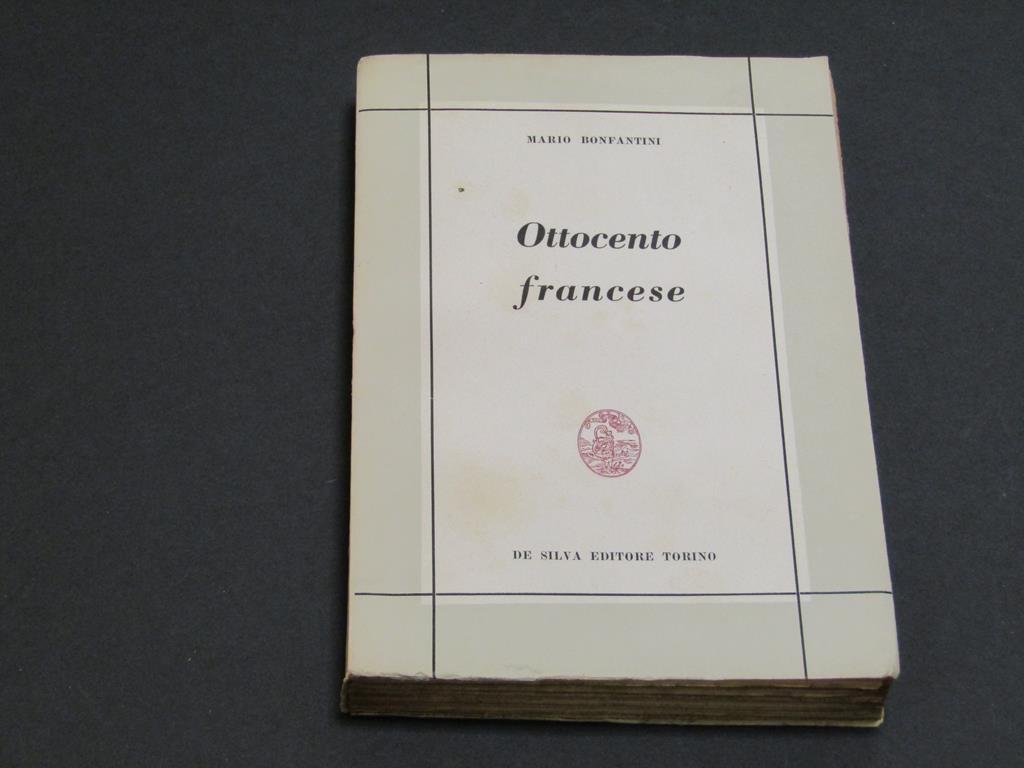 MARIO BONFANTINI
Ottocento
francese
DE SILVA EDITORE TORINO